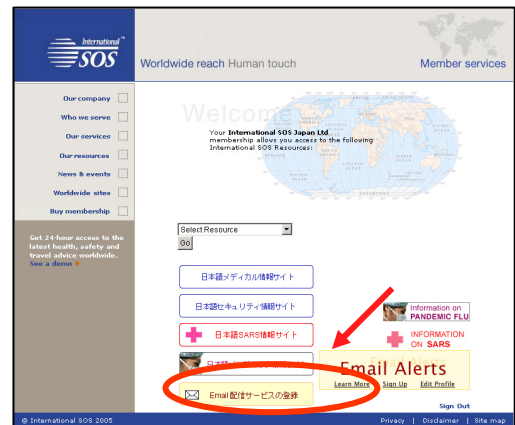 International™
SOS
Worldwide reach Human touch
Member services
Our company
Who we serve
Our services
Our resources
News & events
Worldwide sites
Buy membership
Get 24-hour access to the
latest health, safety and
travel advice worldwide.
See a demo
Welcome
Your International SOS Japan Ltd
membership allows you access to the following
International SOS Resources:
Select Resource
Go
日本語メディカル情報サイト
日本語セキュリティ情報サイト
日本語SARS情報サイト
Email 配信サービスの登録
Information on
PANDEMIC FLU
INFORMATION
ON SARS
Email Alerts
Learn More Sign Up Edit Profile
Sign Out
© International SOS 2005
Privacy | Disclaimer | Site map